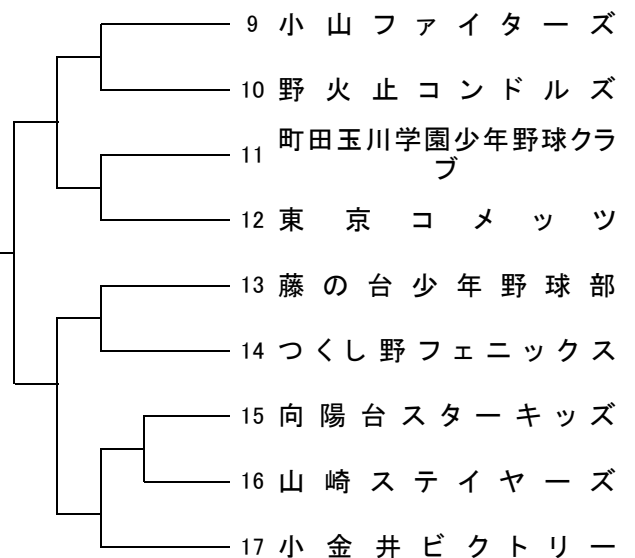 9 小山ファイターズ
10 野火止コンドルズ
11 町田玉川学園少年野球クラ
ブ
12 東京コメッツ
13 藤の台少年野球部
14 つくし野フェニックス
15 向陽台スターキッズ
16 山崎ステイヤーズ
17 小金井ビクトリー